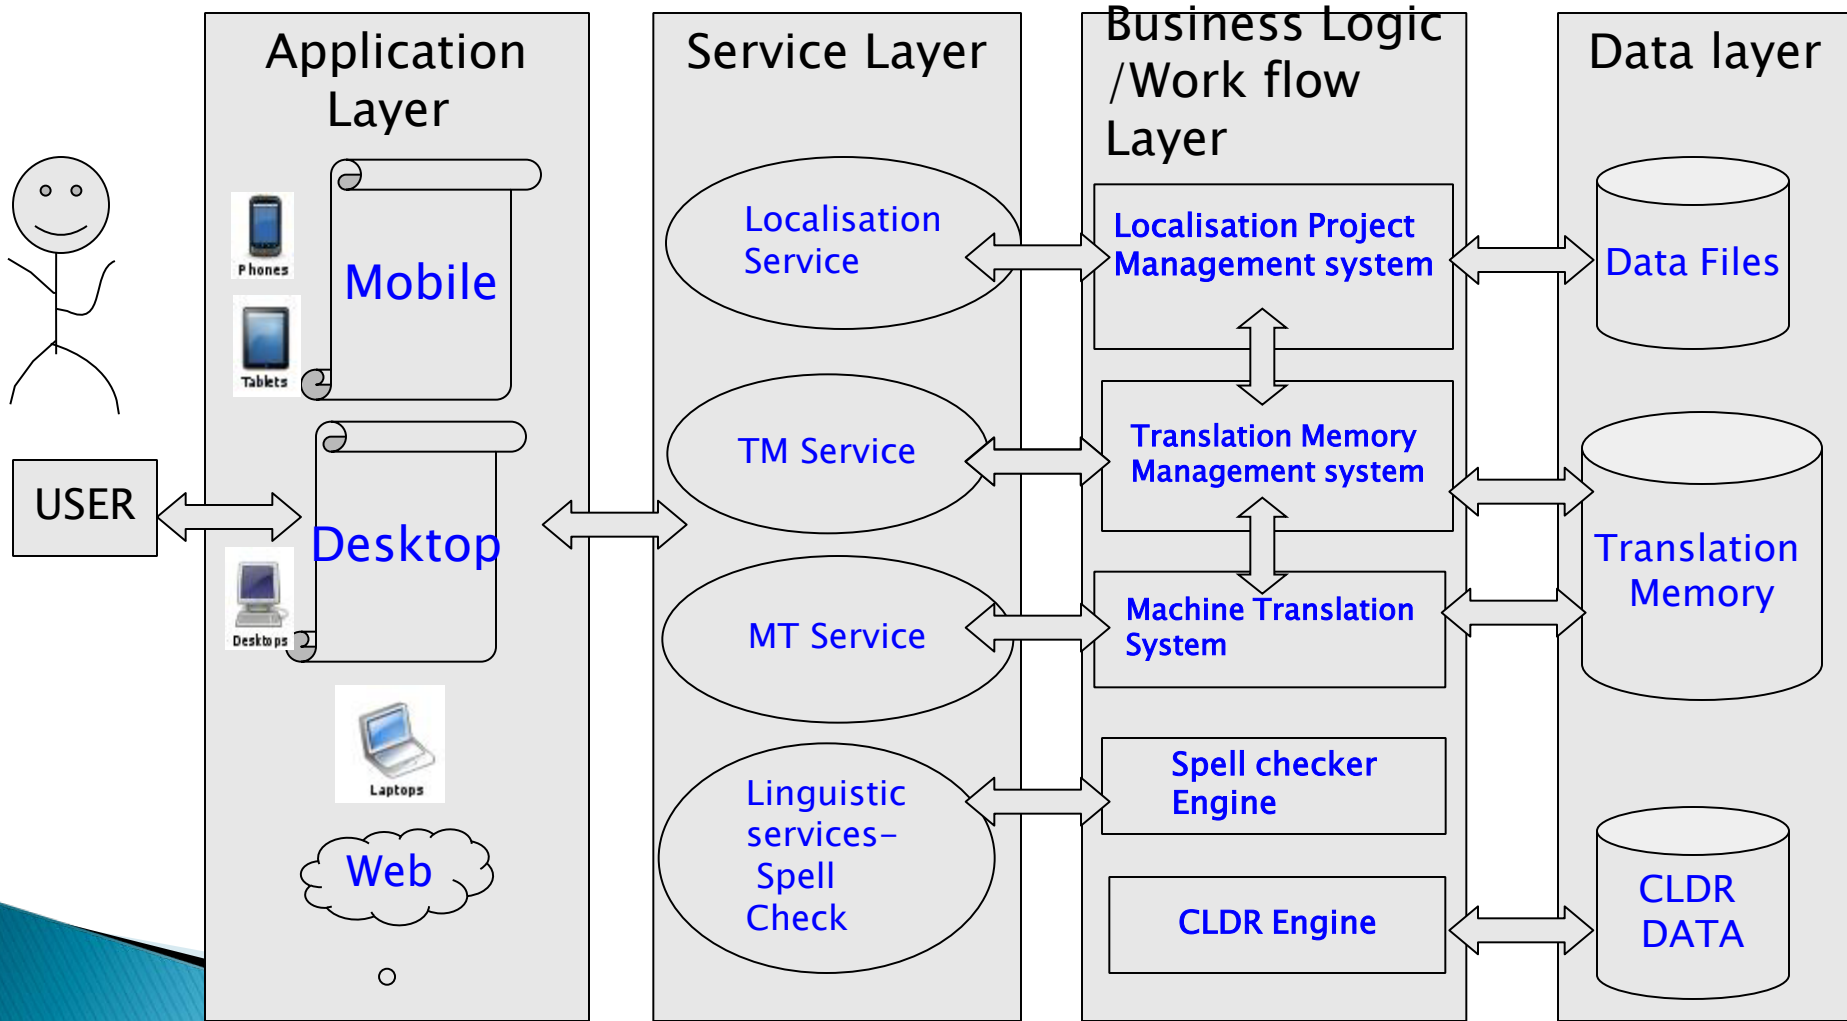 Application
Layer
Phones
Mobile
Tablets
USER
Desktop
Desktops
Laptops
Web
Service Layer
Localisation
Service
TM Service
MT Service
Linguistic
services-
Spell
Check
Business Logic
/Work flow
Layer
Localisation Project
Management system
Translation Memory
Management system
Machine Translation
System
Spell checker
Engine
CLDR Engine
Data layer
Data Files
Translation
Memory
CLDR
DATA